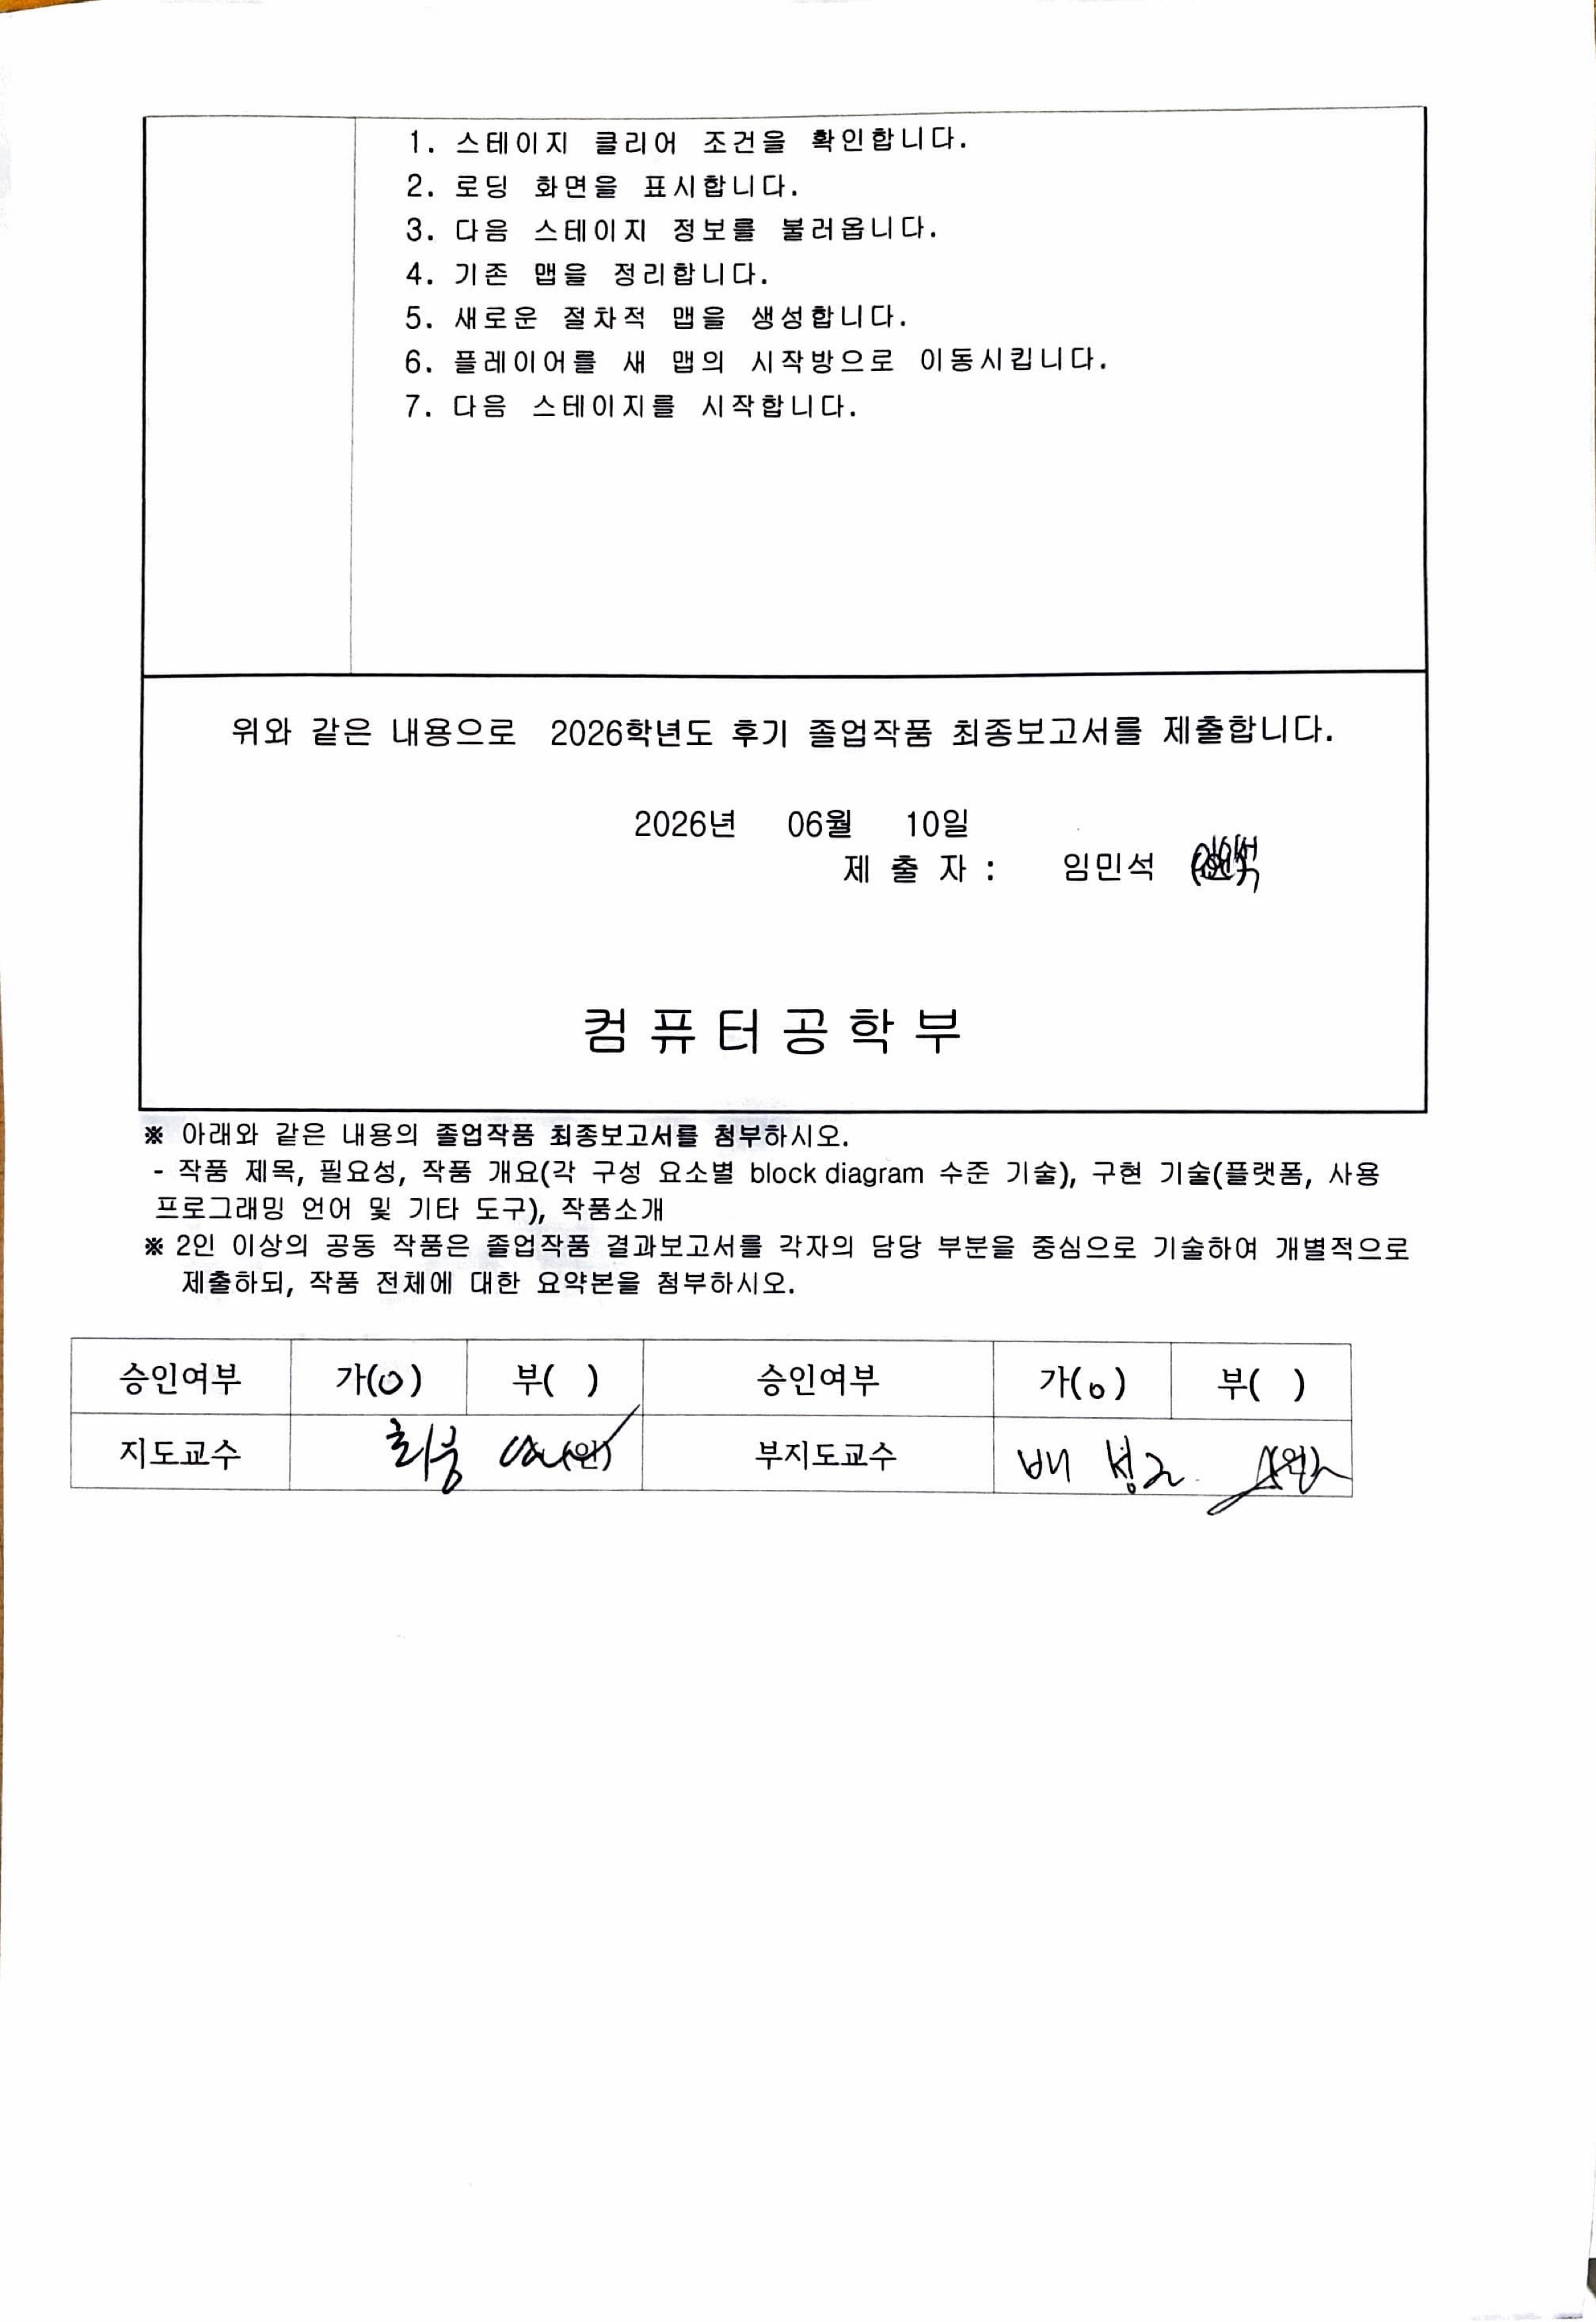 1. 스테이지 클리어 조건을 확인합니다.
2. 로딩 화면을 표시합니다.
3. 다음 스테이지 정보를 불러옵니다.
4. 기존 맵을 정리합니다.
5. 새로운 절차적 맵을 생성합니다.
6. 플레이어를 새 맵의 시작방으로 이동시킵니다.
7. 다음 스테이지를 시작합니다.
위와 같은 내용으로 2026학년도 후기 졸업작품 최종보고서를 제출합니다.
2026년 06월 10일
제 출 자 : 임민석
컴퓨터공학부
※ 아래와 같은 내용의 졸업작품 최종보고서를 첨부하시오.
- 작품 제목, 필요성, 작품 개요(각 구성 요소별 block diagram 수준 기술), 구현 기술(플랫폼, 사용
프로그래밍 언어 및 기타 도구), 작품소개
※ 2인 이상의 공동 작품은 졸업작품 결과보고서를 각자의 담당 부분을 중심으로 기술하여 개별적으로
제출하되, 작품 전체에 대한 요약본을 첨부하시오.
승인여부 가(o) 부( ) 승인여부 가(o) 부( )
지도교수 (인) 부지도교수 배 (인)